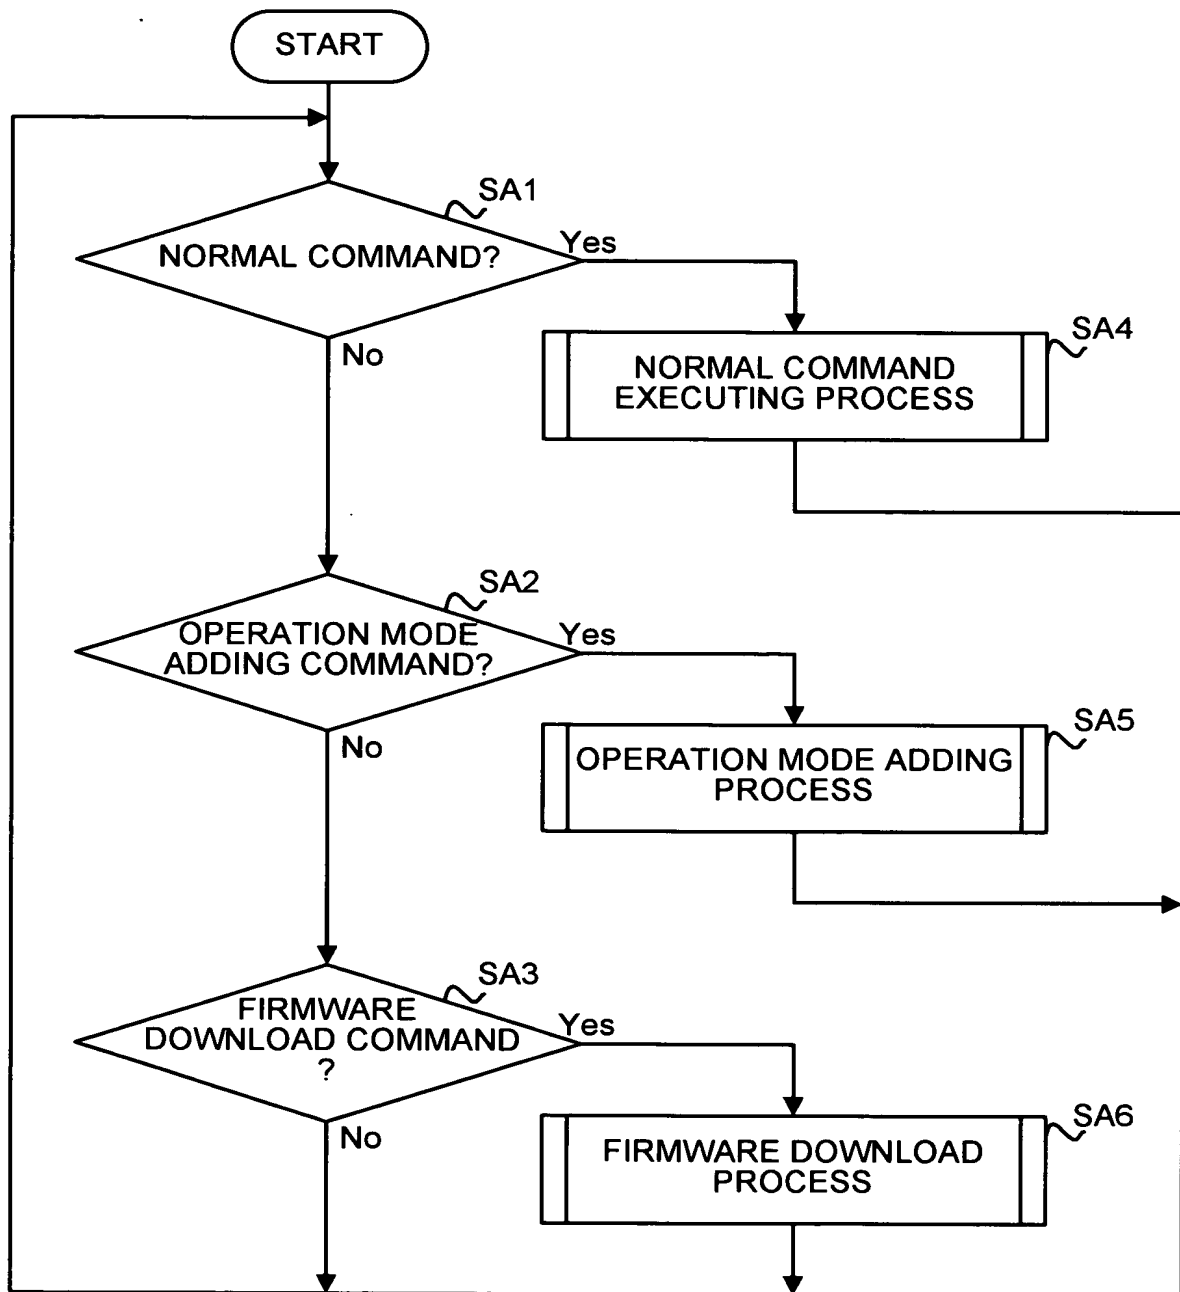 START
SA1
NORMAL COMMAND?
Yes
No
SA4
NORMAL COMMAND
EXECUTING PROCESS
SA2
OPERATION MODE
ADDING COMMAND?
Yes
No
SA5
OPERATION MODE ADDING
PROCESS
SA3
FIRMWARE
DOWNLOAD COMMAND
?
Yes
No
SA6
FIRMWARE DOWNLOAD
PROCESS